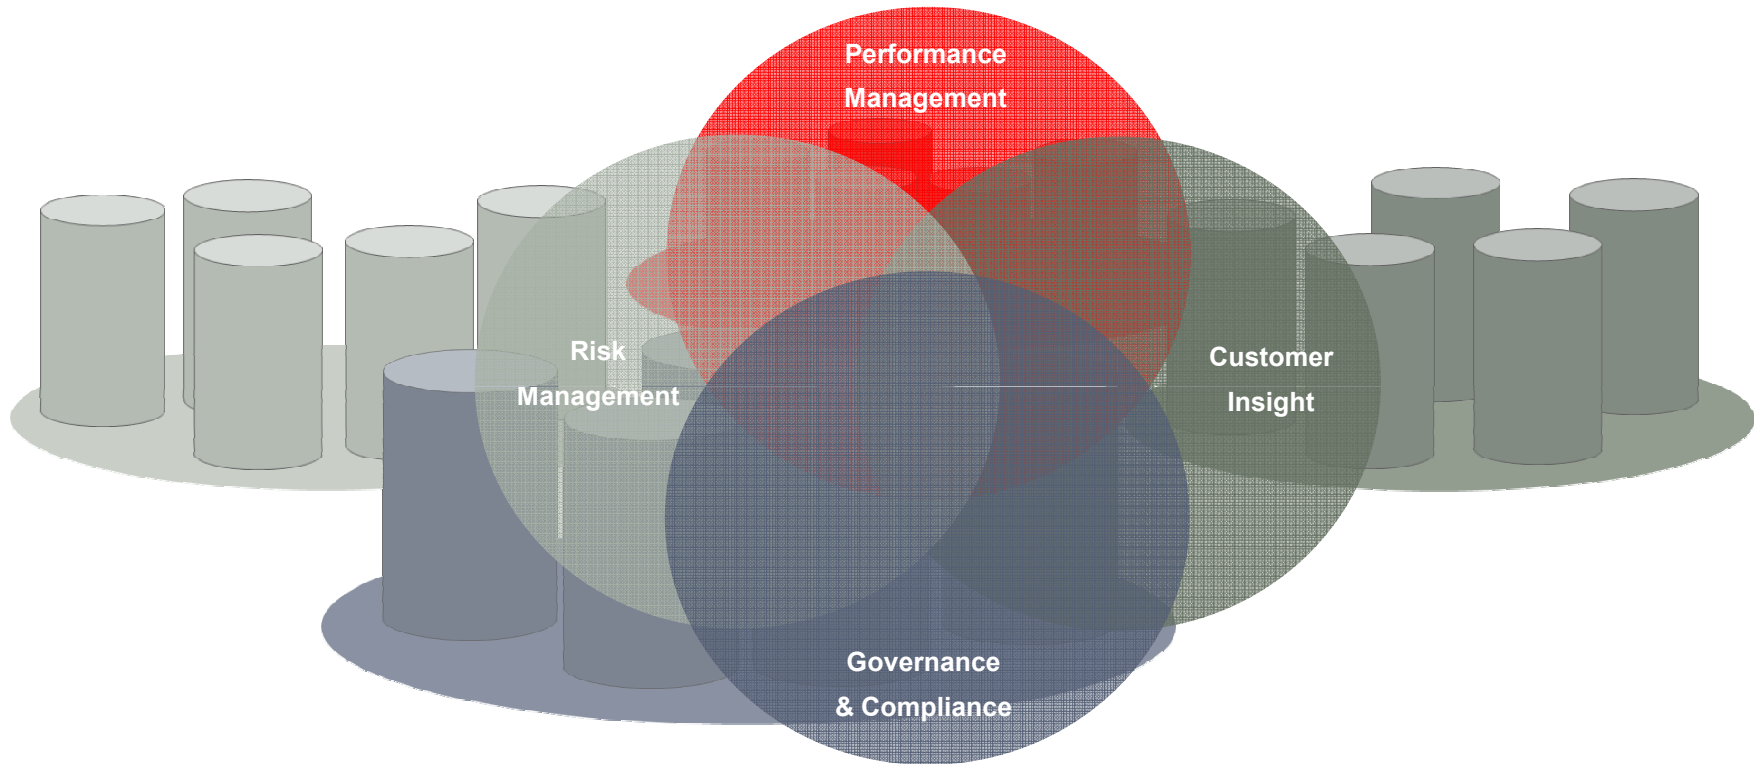 Performance
Management
Risk
Management
Customer
Insight
Governance
& Compliance